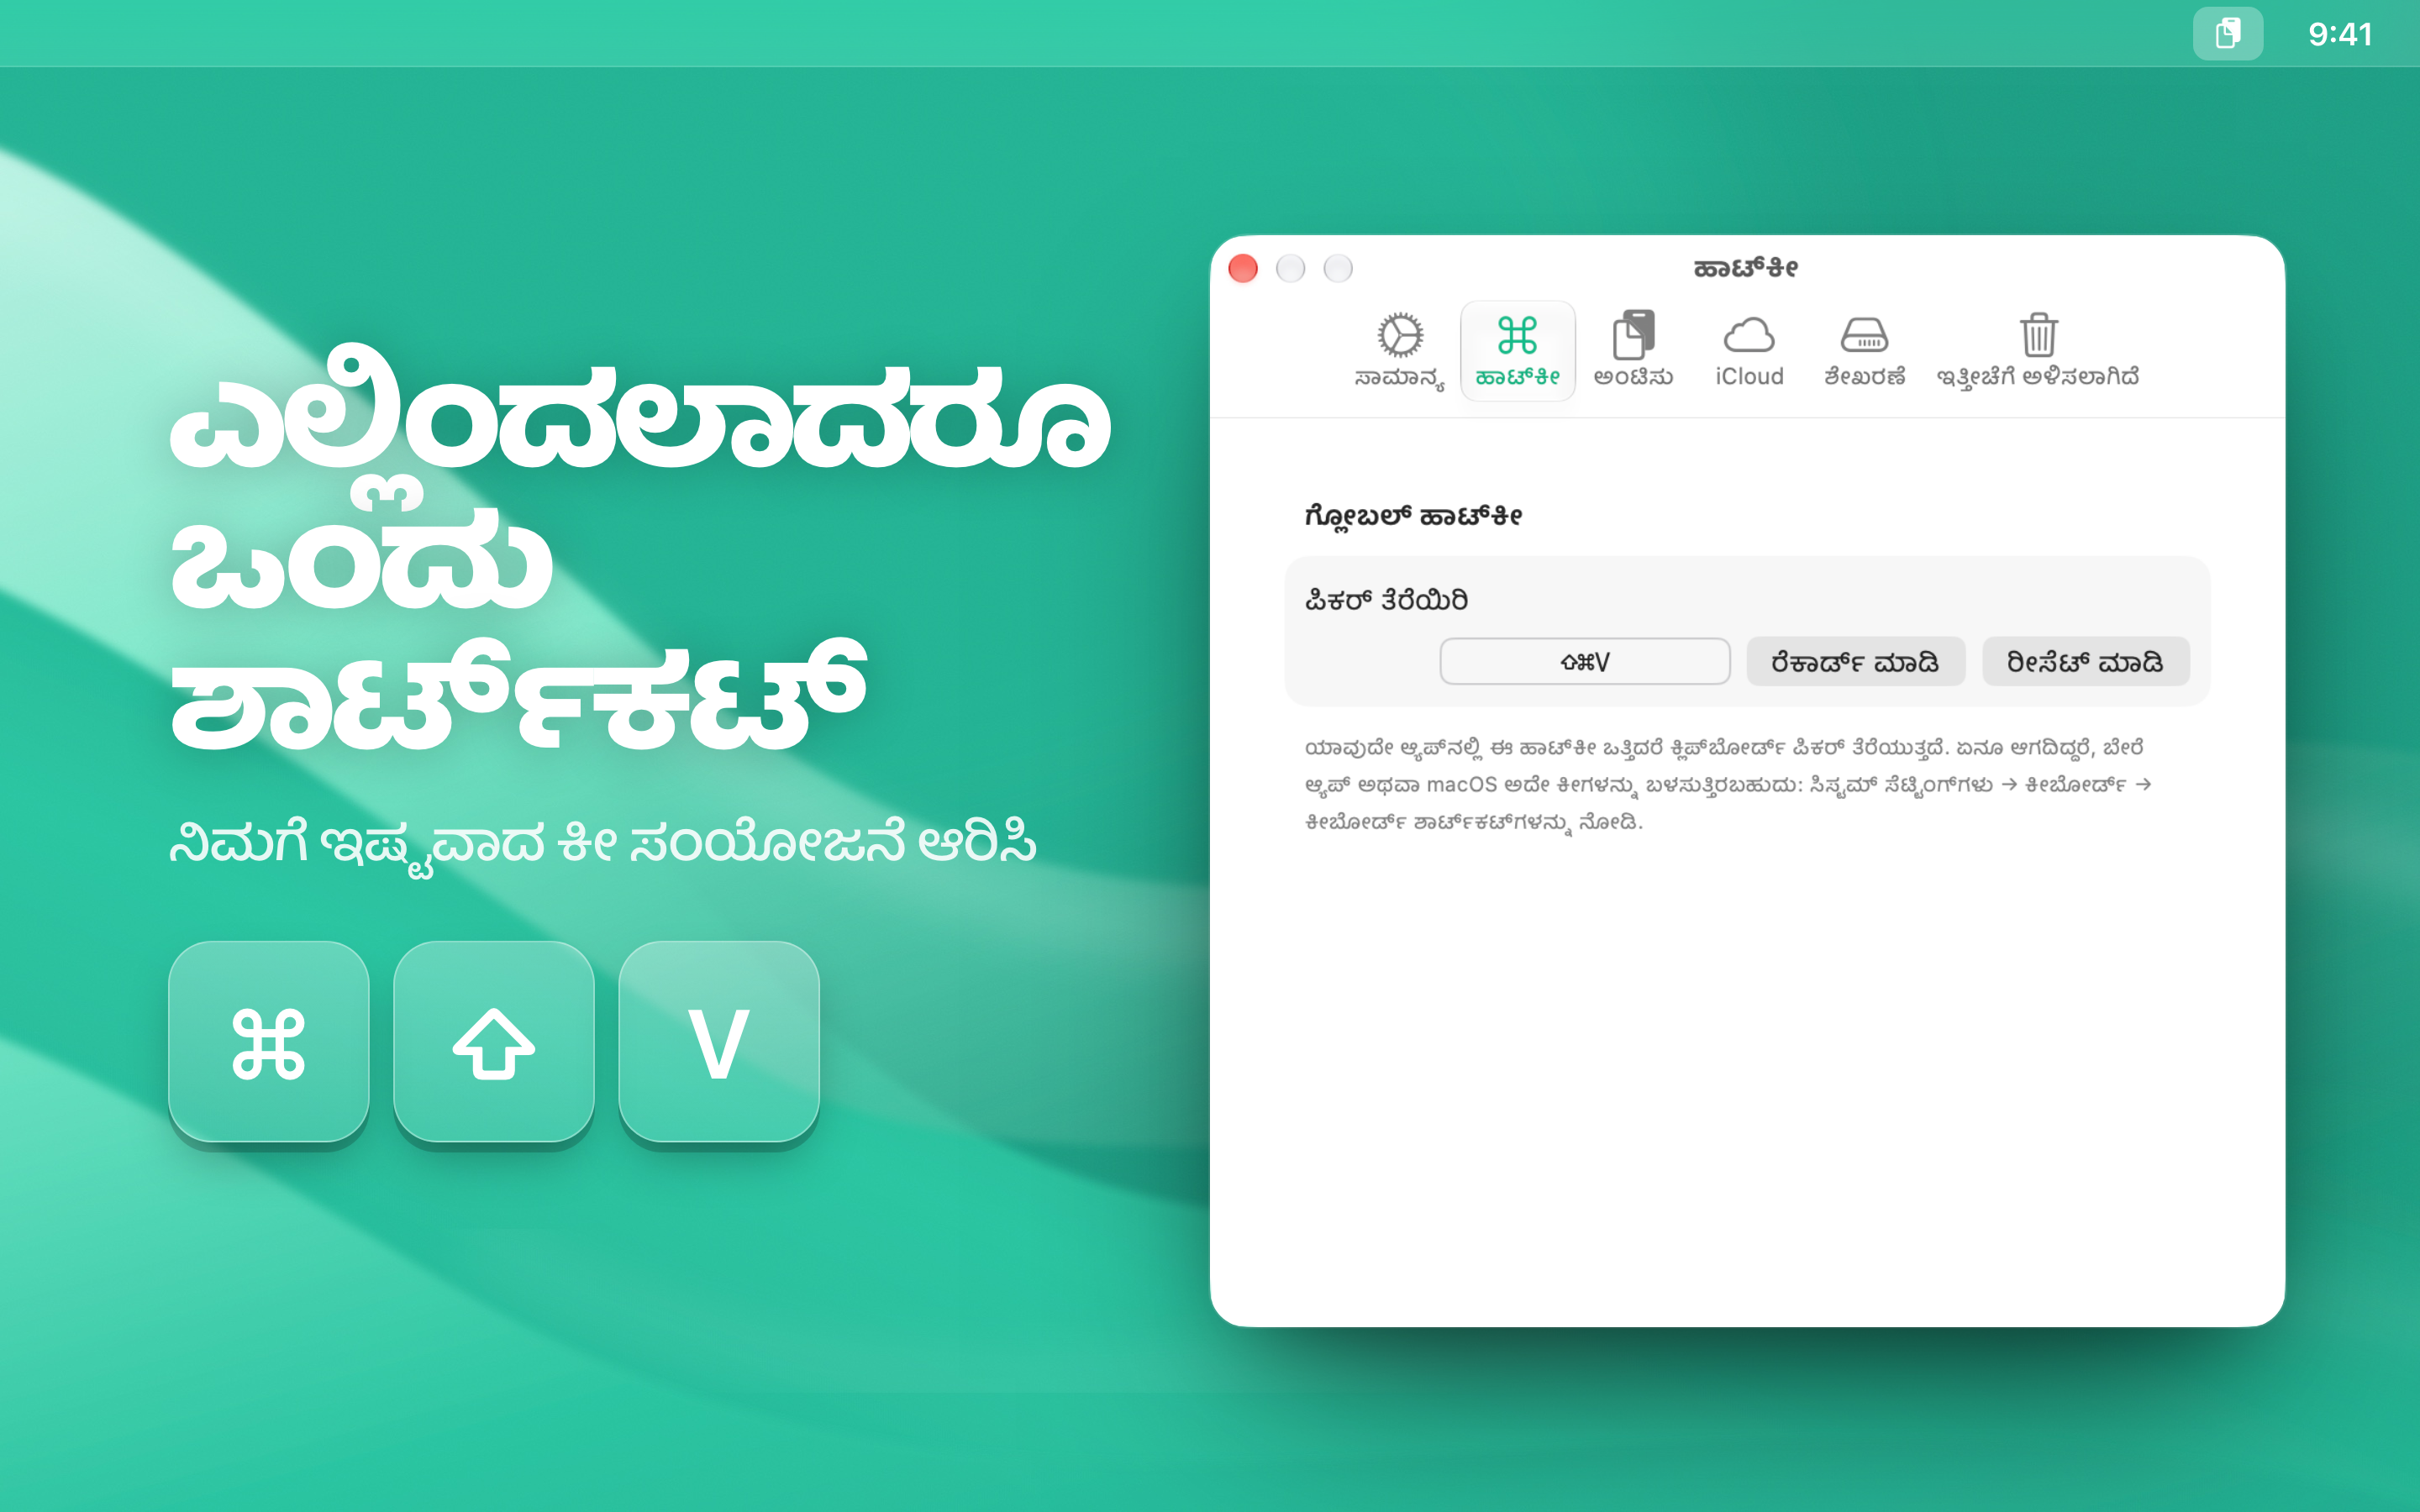 9:41
ಎಲ್ಲಿಂದಲಾದರೂ
ಒಂದು
ಶಾರ್ಟ್‌ಕಟ್
ನಿಮಗೆ ಇಷ್ಟವಾದ ಕೀ ಸಂಯೋಜನೆ ಆರಿಸಿ
⌘ ⇧ V
ಹಾಟ್‌ಕೀ
ಸಾಮಾನ್ಯ ಹಾಟ್‌ಕೀ ಅಂಟಿಸು iCloud ಶೇಖರಣೆ ಇತ್ತೀಚೆಗೆ ಅಳಿಸಲಾಗಿದೆ
ಗ್ಲೋಬಲ್ ಹಾಟ್‌ಕೀ
ಪಿಕರ್ ತೆರೆಯಿರಿ
⇧⌘V ರೆಕಾರ್ಡ್ ಮಾಡಿ ರೀಸೆಟ್ ಮಾಡಿ
ಯಾವುದೇ ಆ್ಯಪ್‌ನಲ್ಲಿ ಈ ಹಾಟ್‌ಕೀ ಒತ್ತಿದರೆ ಕ್ಲಿಪ್‌ಬೋರ್ಡ್ ಪಿಕರ್ ತೆರೆಯುತ್ತದೆ. ಏನೂ ಆಗದಿದ್ದರೆ, ಬೇರೆ
ಆ್ಯಪ್ ಅಥವಾ macOS ಅದೇ ಕೀಗಳನ್ನು ಬಳಸುತ್ತಿರಬಹುದು: ಸಿಸ್ಟಮ್ ಸೆಟ್ಟಿಂಗ್‌ಗಳು → ಕೀಬೋರ್ಡ್ →
ಕೀಬೋರ್ಡ್ ಶಾರ್ಟ್‌ಕಟ್‌ಗಳನ್ನು ನೋಡಿ.